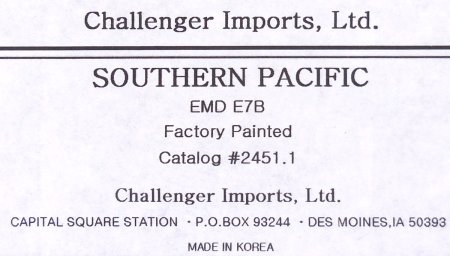 Challenger Imports, Ltd.
SOUTHERN PACIFIC
EMD E7B
Factory Painted
Catalog #2451.1
Challenger Imports, Ltd.
CAPITAL SQUARE STATION · P.O.BOX 93244 · DES MOINES,IA 50393
MADE IN KOREA